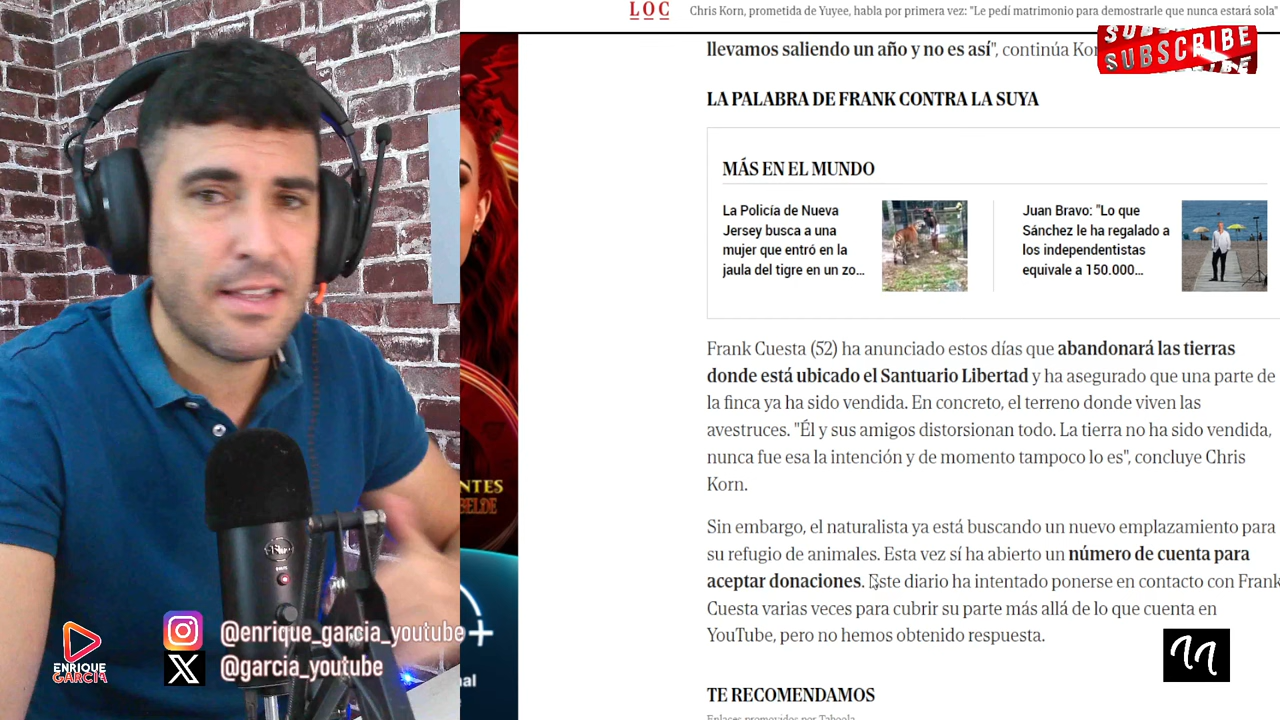 LOC
Chris Korn, prometida de Yuyee, habla por primera vez: "Le pedí matrimonio para demostrarle que nunca estará sola"
SUBSCRIBE
llevamos saliendo un año y no es así", continúa
LA PALABRA DE FRANK CONTRA LA SUYA
MÁS EN EL MUNDO
La Policía de Nueva
Jersey busca a una
mujer que entró en la
jaula del tigre en un zo...
Juan Bravo: "Lo que
Sánchez le ha regalado a
los independentistas
equivale a 150.000...
Frank Cuesta (52) ha anunciado estos días que abandonará las tierras
donde está ubicado el Santuario Libertad y ha asegurado que una parte de
la finca ya ha sido vendida. En concreto, el terreno donde viven las
avestruces. "Él y sus amigos distorsionan todo. La tierra no ha sido vendida,
nunca fue esa la intención y de momento tampoco lo es", concluye Chris
Korn.
Sin embargo, el naturalista ya está buscando un nuevo emplazamiento para
su refugio de animales. Esta vez sí ha abierto un número de cuenta para
aceptar donaciones. Este diario ha intentado ponerse en contacto con Frank
Cuesta varias veces para cubrir su parte más allá de lo que cuenta en
YouTube, pero no hemos obtenido respuesta.
TE RECOMENDAMOS
Enlaces promovidos por Taboola
NTES
BELDE
al
ENRIQUE
GARCIA
@enrique_garcia_youtube
@garcia_youtube